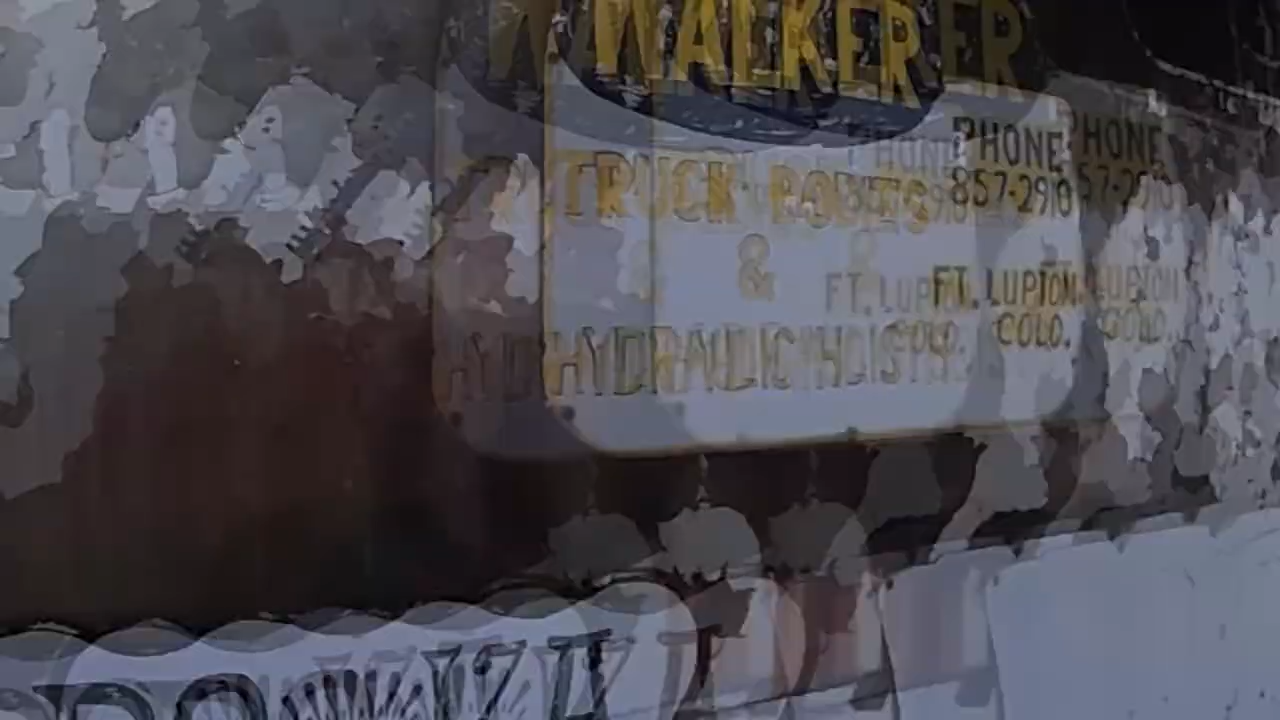 WALKER
TRUCK BODIES
&
HYDRAULIC HOISTS
PHONE
857-2910
FT. LUPTON
COLO.